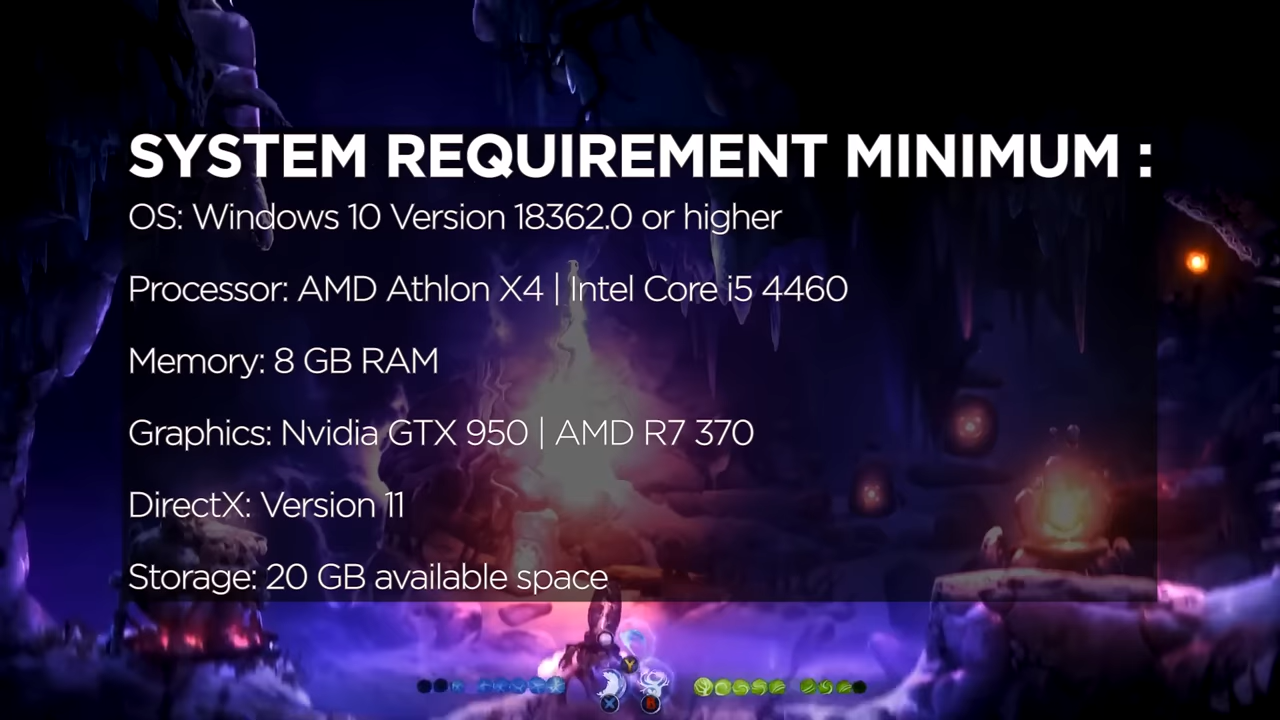 SYSTEM REQUIREMENT MINIMUM :
OS: Windows 10 Version 18362.0 or higher
Processor: AMD Athlon X4 | Intel Core i5 4460
Memory: 8 GB RAM
Graphics: Nvidia GTX 950 | AMD R7 370
DirectX: Version 11
Storage: 20 GB available space
Y
X B